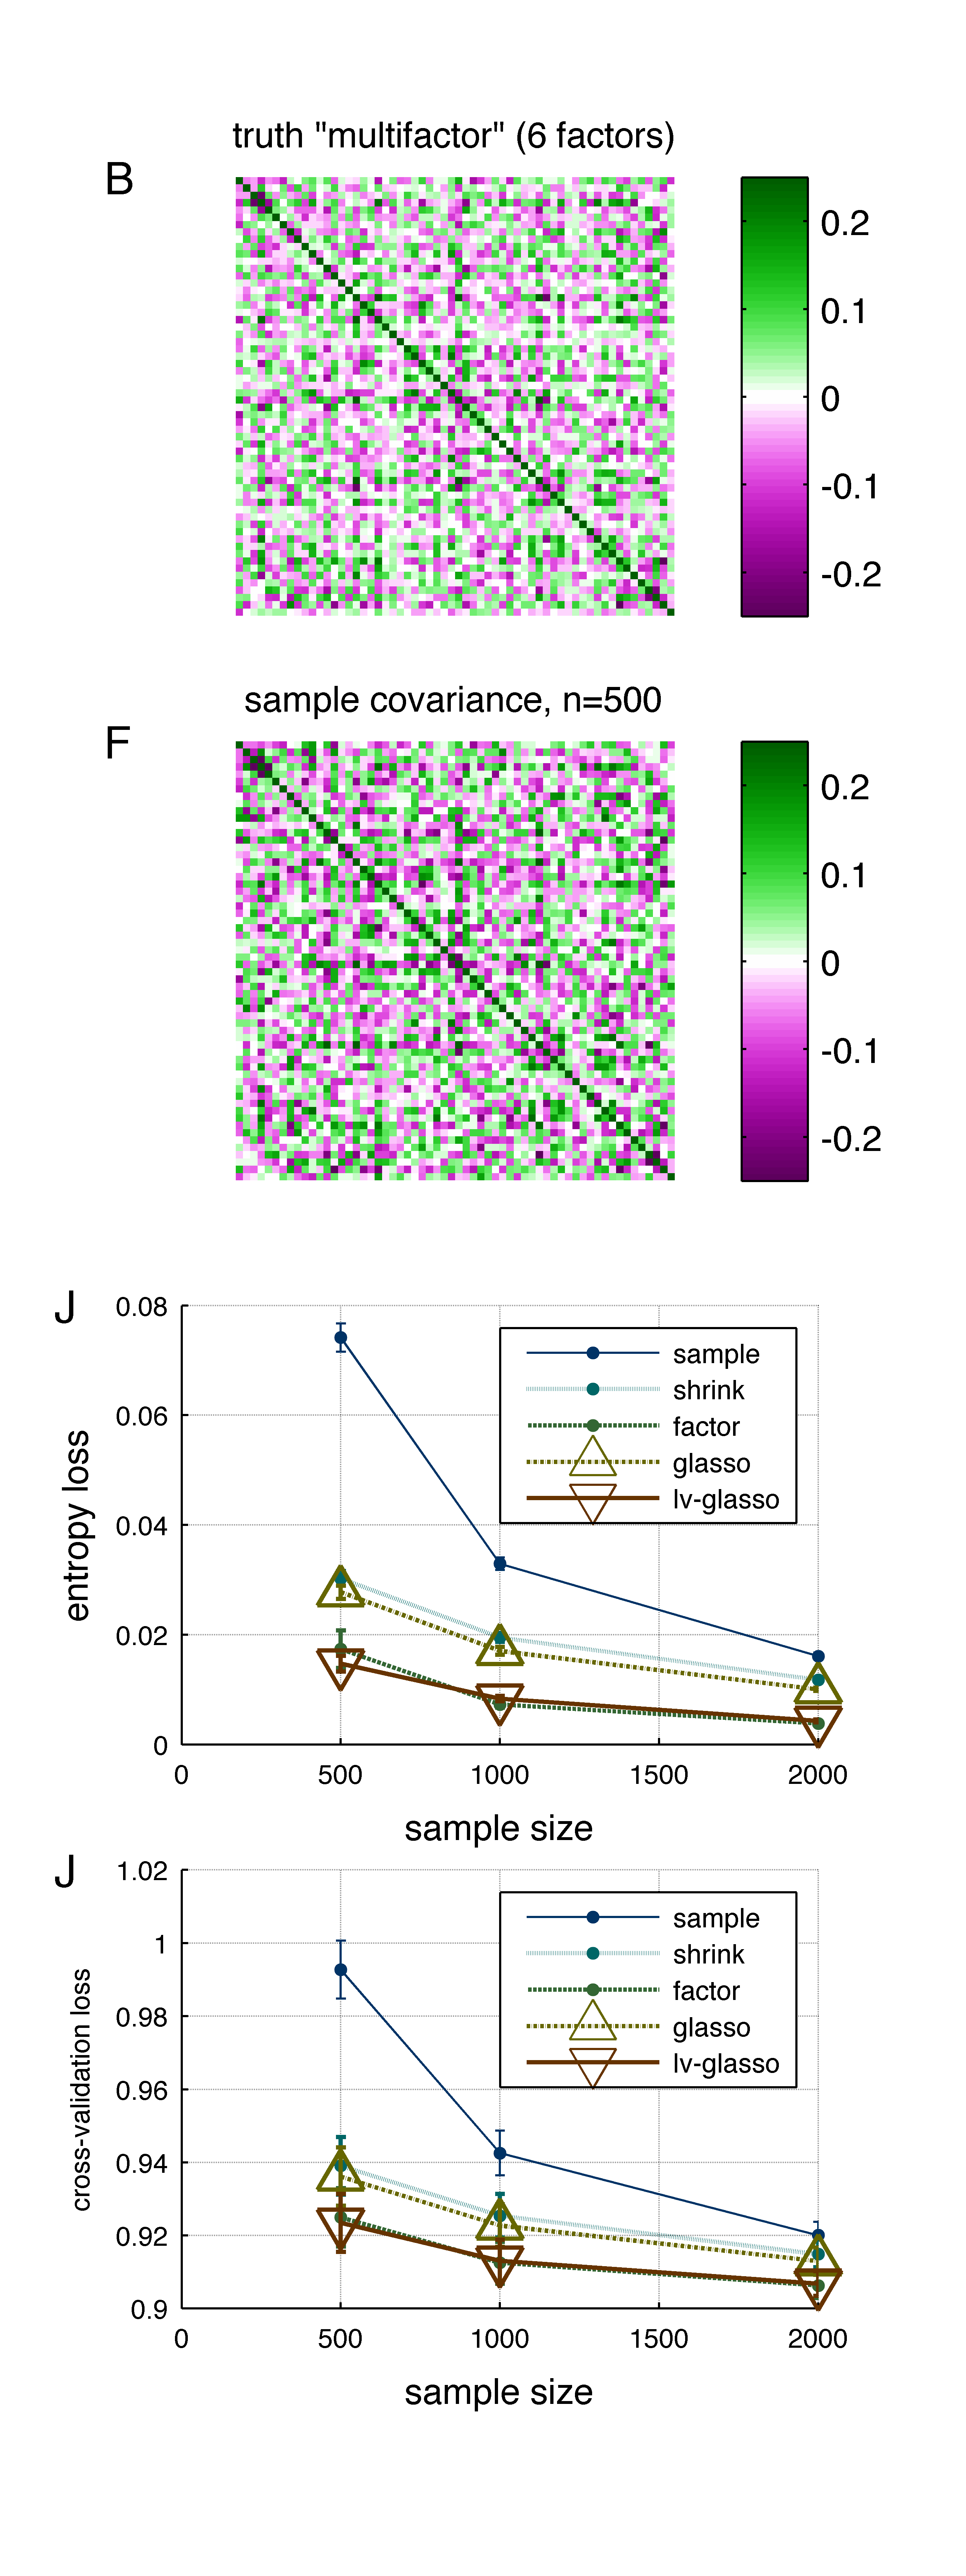 truth "multifactor" (6 factors)
B
0.2
0.1
0
-0.1
-0.2
sample covariance, n=500
F
0.2
0.1
0
-0.1
-0.2
J
0.08
0.06
0.04
0.02
0
entropy loss
sample
shrink
factor
glasso
lv-glasso
0 500 1000 1500 2000
sample size
J
1.02
1
0.98
0.96
0.94
0.92
0.9
cross-validation loss
sample
shrink
factor
glasso
lv-glasso
0 500 1000 1500 2000
sample size